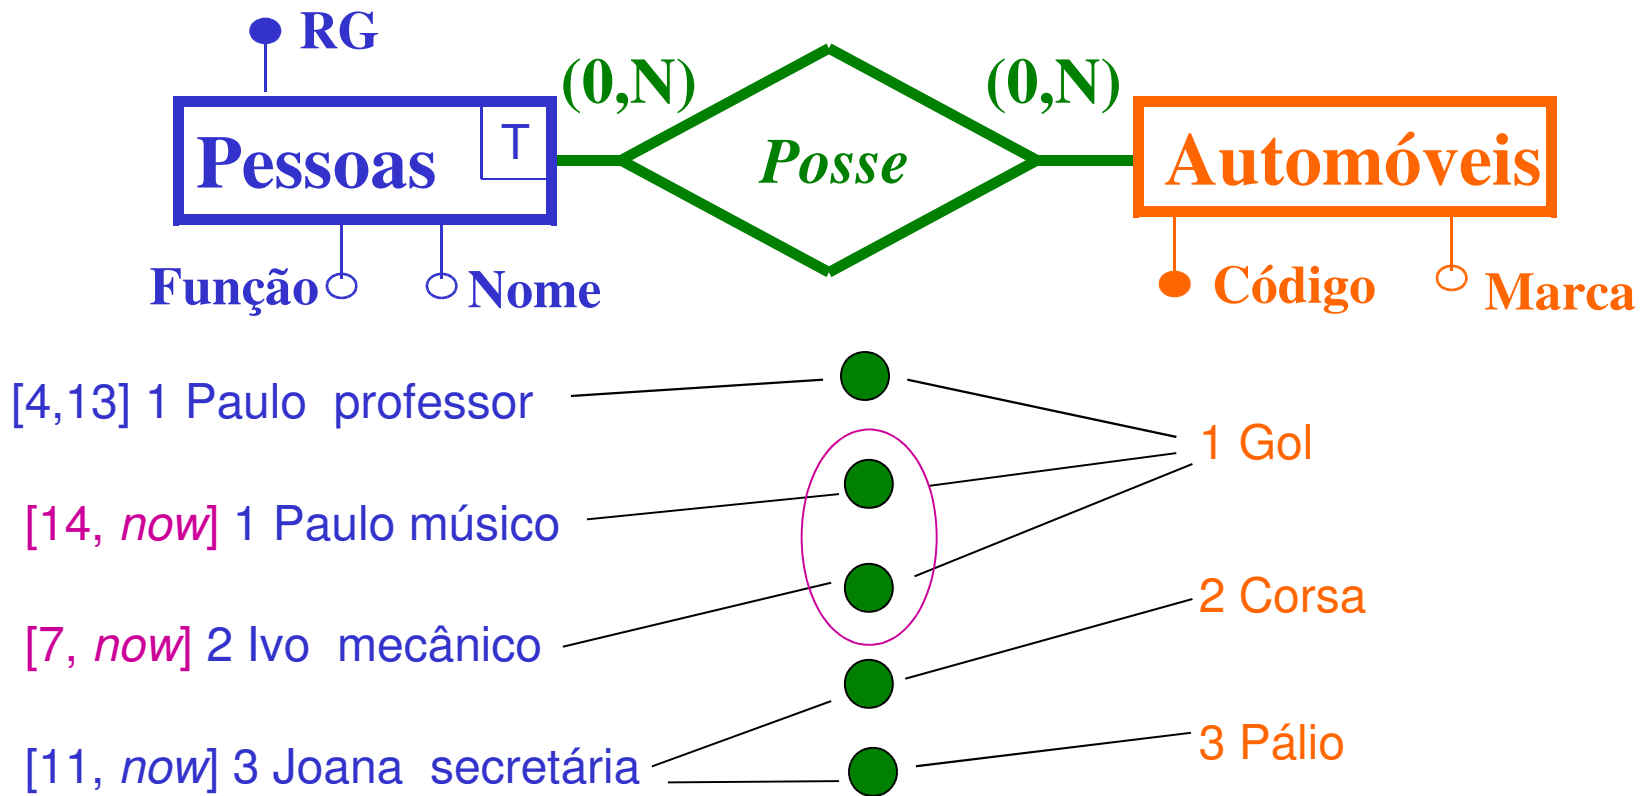 RG
(0,N) (0,N)
Pessoas T Posse Automóveis
Função Nome Código Marca
[4,13] 1 Paulo professor
1 Gol
[14, now] 1 Paulo músico
2 Corsa
[7, now] 2 Ivo mecânico
3 Pálio
[11, now] 3 Joana secretária